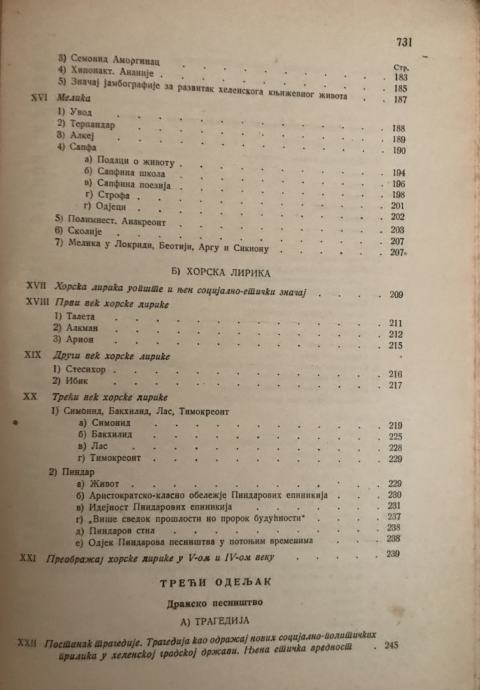 731
Стр.
3) Семонид Аморгинац . . . . . . . 183
4) Хипонакт. Ананије . . . . . . . 185
5) Значај јамбографије за развитак хеленскога књижевног живота . . 187
XVI Мелика
1) Увод . . . . . . . 188
2) Терпандар . . . . . . . 189
3) Алкеј . . . . . . . 190
4) Сапфа
а) Подаци о животу . . . . . . . 194
б) Сапфина школа . . . . . . . 196
в) Сапфина поезија . . . . . . . 198
г) Строфа . . . . . . . 201
г) Одјеци . . . . . . . 202
5) Полимнест. Анакреонт . . . . . . . 203
6) Сколије . . . . . . . 207
7) Мелика у Локриди, Беотији, Аргу и Сикиону . . . . 207
Б) ХОРСКА ЛИРИКА
XVII Хорска лирика уопште и њен социјално-етички значај . . . . 209
XVIII Први век хорске лирике
1) Талета . . . . . . . 211
2) Алкман . . . . . . . 212
3) Арион . . . . . . . 215
XIX Други век хорске лирике
1) Стесихор . . . . . . . 216
2) Ибик . . . . . . . 217
XX Трећи век хорске лирике
1) Симонид, Бакхилид, Лас, Тимокреонт
а) Симонид . . . . . . . 219
б) Бакхилид . . . . . . . 225
в) Лас . . . . . . . 228
г) Тимокреонт . . . . . . . 229
2) Пиндар
а) Живот . . . . . . . 229
б) Аристократско-класно обележје Пиндарових епиникија . . . 230
в) Идејност Пиндарових епиникија . . . . . 231
г) „Више сведок прошлости но пророк будућности“ . . . . 237
д) Пиндаров стил . . . . . . . 238
е) Одјек Пиндарова песништва у потоњим временима . . . 238
XXI Преображај хорске лирике у V-ом и IV-ом веку . . . . . 239
ТРЕЋИ ОДЕЉАК
Драмско песништво
А) ТРАГЕДИЈА
XXII Постанак трагедије. Трагедија као одражај нових социјално-политичких
прилика у хеленској градској држави. Њена етичка вредност . 245